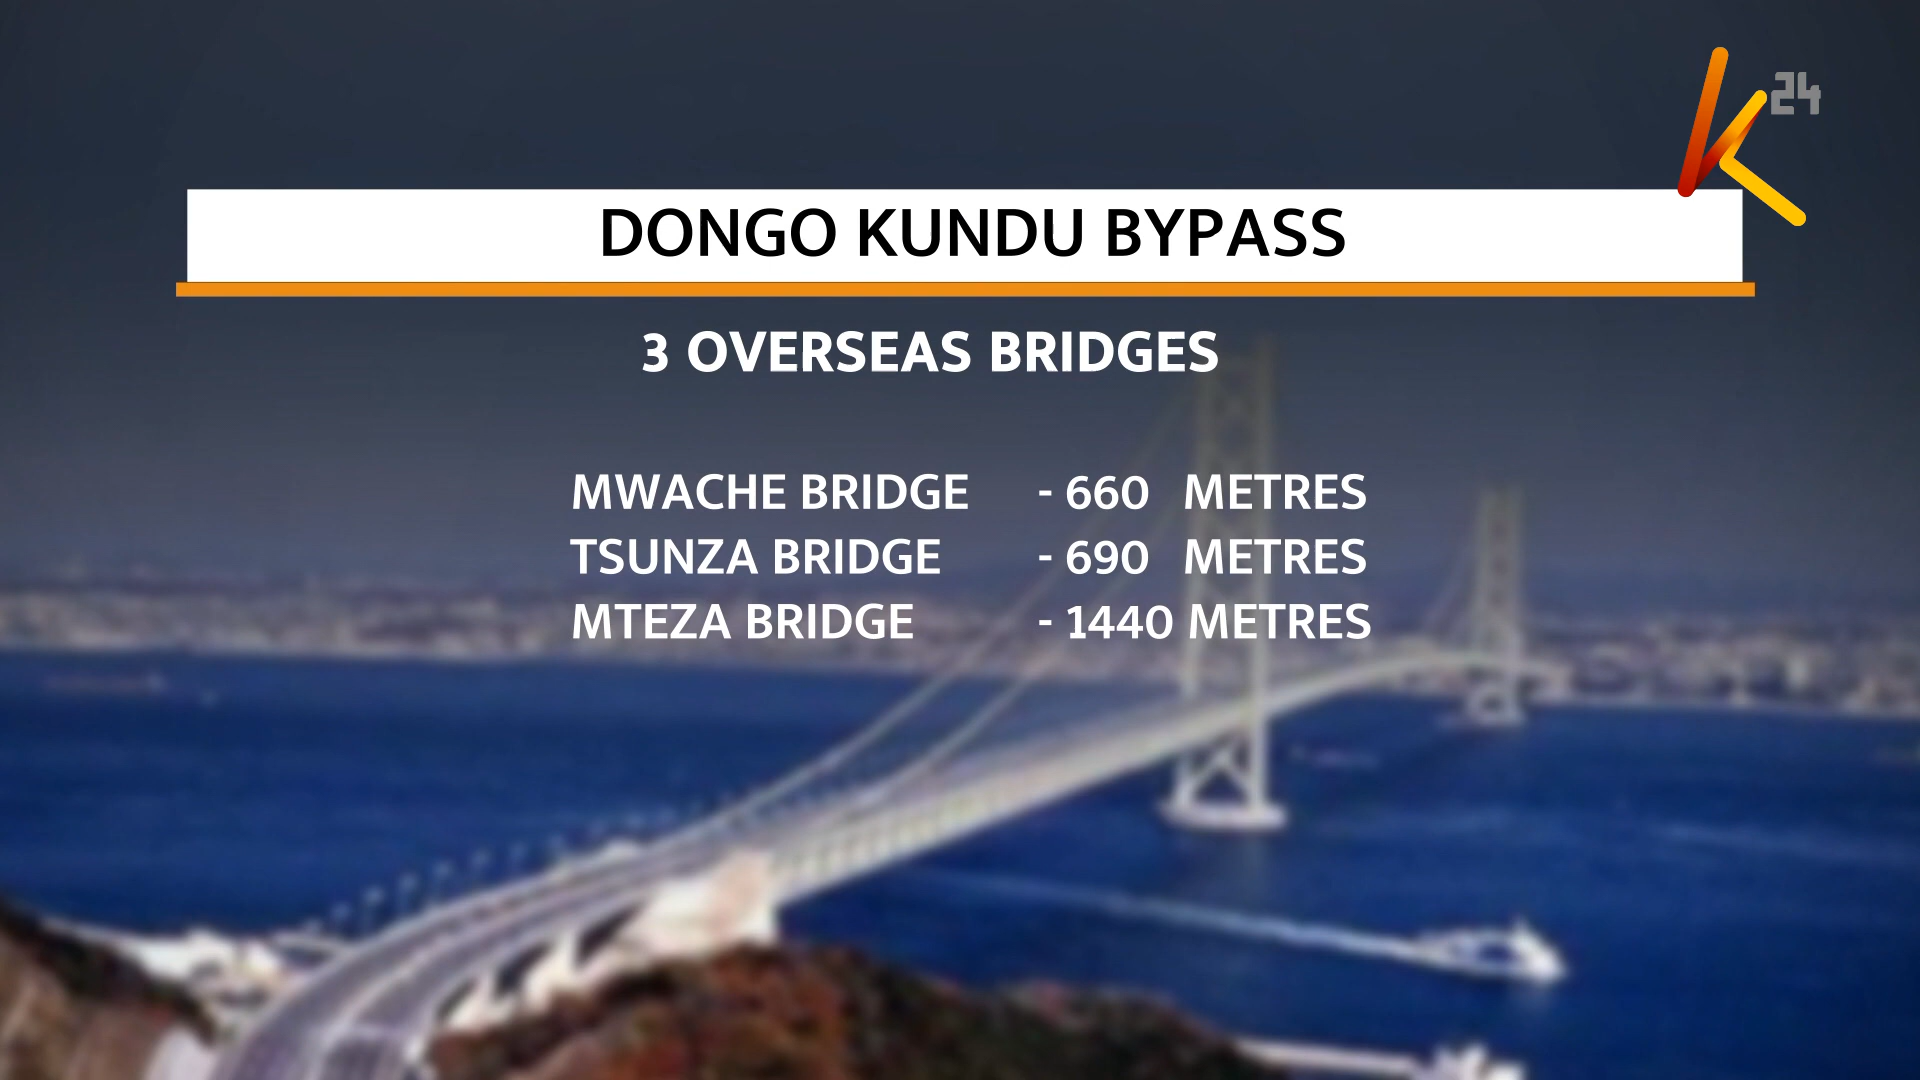 K24
DONGO KUNDU BYPASS
3 OVERSEAS BRIDGES
MWACHE BRIDGE - 660 METRES
TSUNZA BRIDGE - 690 METRES
MTEZA BRIDGE - 1440 METRES